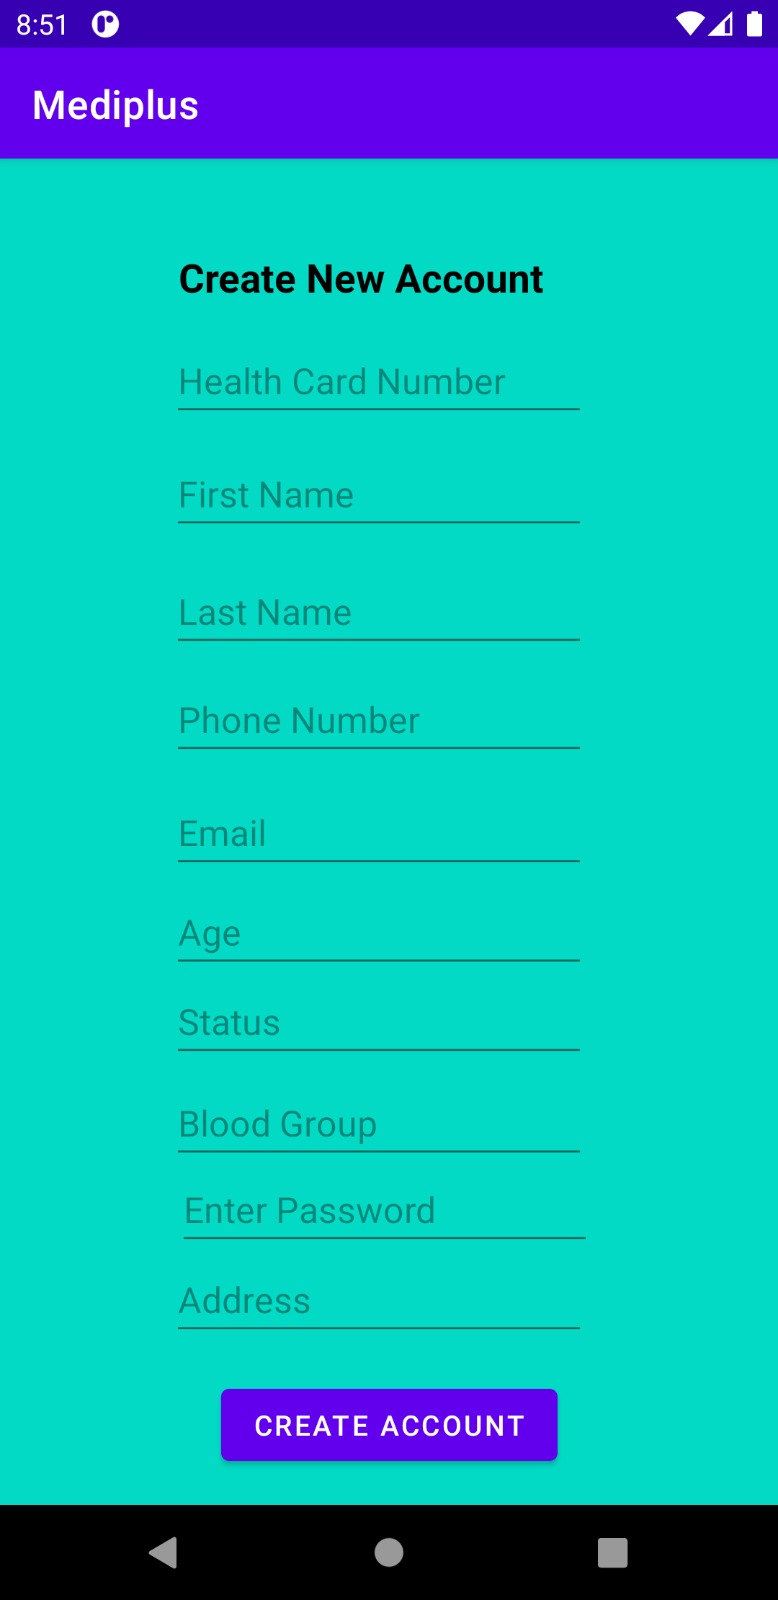 8:51
Mediplus
Create New Account
Health Card Number
First Name
Last Name
Phone Number
Email
Age
Status
Blood Group
Enter Password
Address
CREATE ACCOUNT